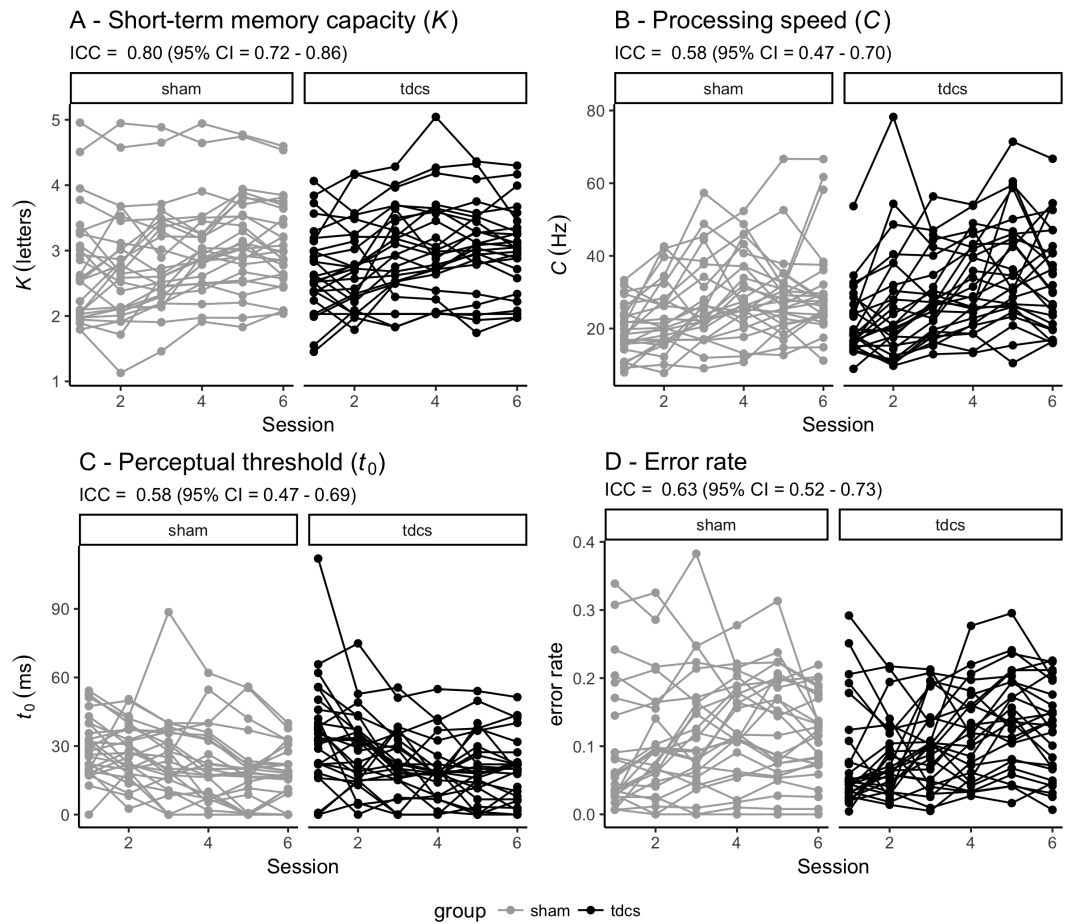 A - Short-term memory capacity (K)
ICC =  0.80 (95% CI = 0.72 - 0.86)
sham
tdcs
5
4
3
2
1
K (letters)
2
4
6
2
4
6
Session
B - Processing speed (C)
ICC =  0.58 (95% CI = 0.47 - 0.70)
sham
tdcs
80
60
40
20
C (Hz)
2
4
6
2
4
6
Session
C - Perceptual threshold (t0)
ICC =  0.58 (95% CI = 0.47 - 0.69)
sham
tdcs
90
60
30
0
t0 (ms)
2
4
6
2
4
6
Session
D - Error rate
ICC =  0.63 (95% CI = 0.52 - 0.73)
sham
tdcs
0.4
0.3
0.2
0.1
0.0
error rate
2
4
6
2
4
6
Session
group sham tdcs